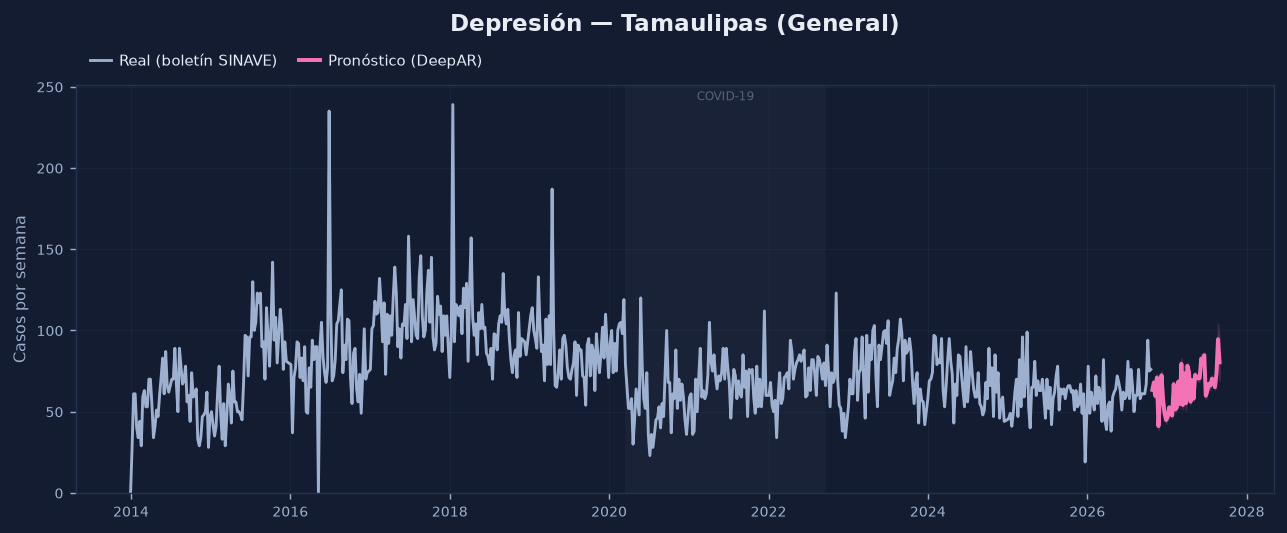 Depresión — Tamaulipas (General)
Real (boletín SINAVE) Pronóstico (DeepAR)
COVID-19
Casos por semana
250
200
150
100
50
0
2014 2016 2018 2020 2022 2024 2026 2028